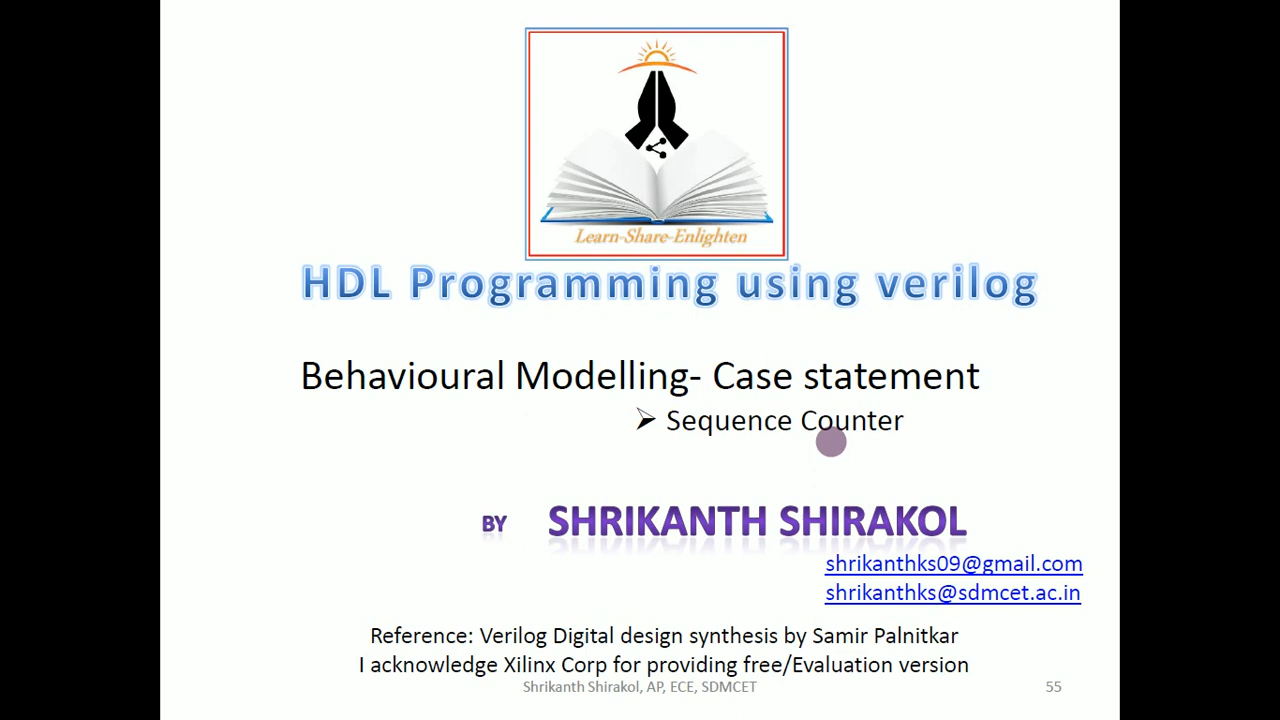 Learn-Share-Enlighten
HDL Programming using verilog
Behavioural Modelling- Case statement
➢ Sequence Counter
BY SHRIKANTH SHIRAKOL
shrikanthks09@gmail.com
shrikanthks@sdmcet.ac.in
Reference: Verilog Digital design synthesis by Samir Palnitkar
I acknowledge Xilinx Corp for providing free/Evaluation version
Shrikanth Shirakol, AP, ECE, SDMCET 55